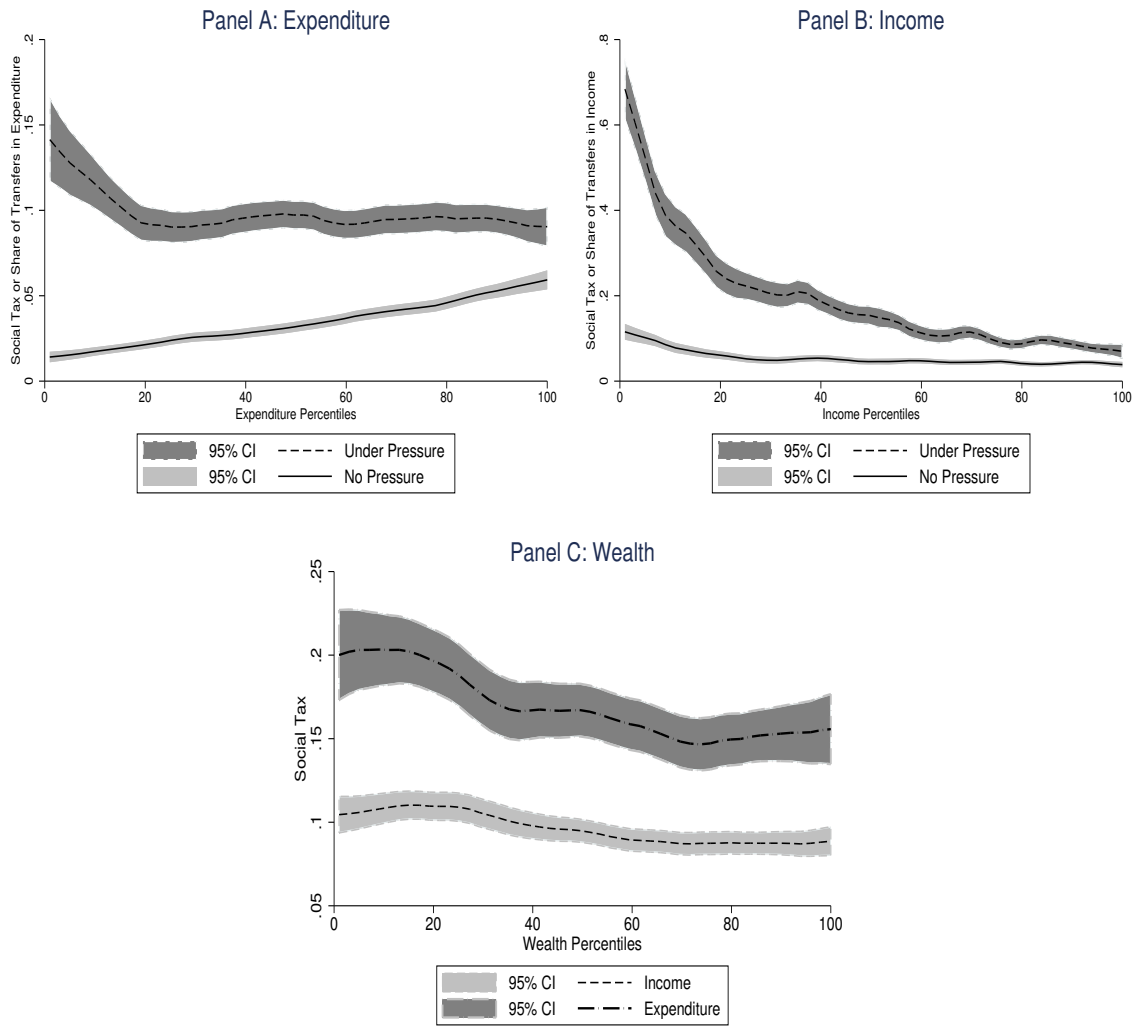 Panel A: Expenditure
Social Tax or Share of Transfers in Expenditure
.2
.15
.1
.05
0
0 20 40 60 80 100
Expenditure Percentiles
95% CI Under Pressure
95% CI No Pressure
Panel B: Income
Social Tax or Share of Transfers in Income
.8
.6
.4
.2
0
0 20 40 60 80 100
Income Percentiles
95% CI Under Pressure
95% CI No Pressure
Panel C: Wealth
Social Tax
.25
.2
.15
.1
.05
0 20 40 60 80 100
Wealth Percentiles
95% CI Income
95% CI Expenditure